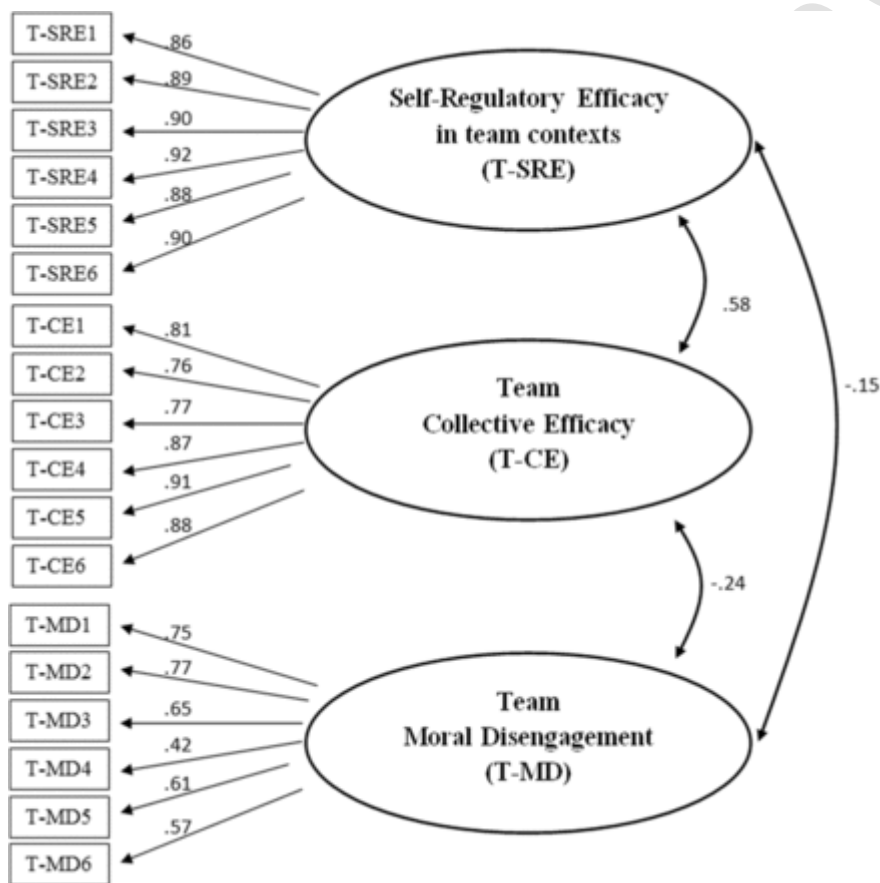 T-SRE1
.86
T-SRE2
.89
T-SRE3
.90
T-SRE4
.92
T-SRE5
.88
T-SRE6
.90
Self-Regulatory Efficacy
in team contexts
(T-SRE)
.58
-.15
T-CE1
.81
T-CE2
.76
T-CE3
.77
T-CE4
.87
T-CE5
.91
T-CE6
.88
Team
Collective Efficacy
(T-CE)
-.24
T-MD1
.75
T-MD2
.77
T-MD3
.65
T-MD4
.42
T-MD5
.61
T-MD6
.57
Team
Moral Disengagement
(T-MD)